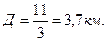 Д = 11/3 = 3,7 км.